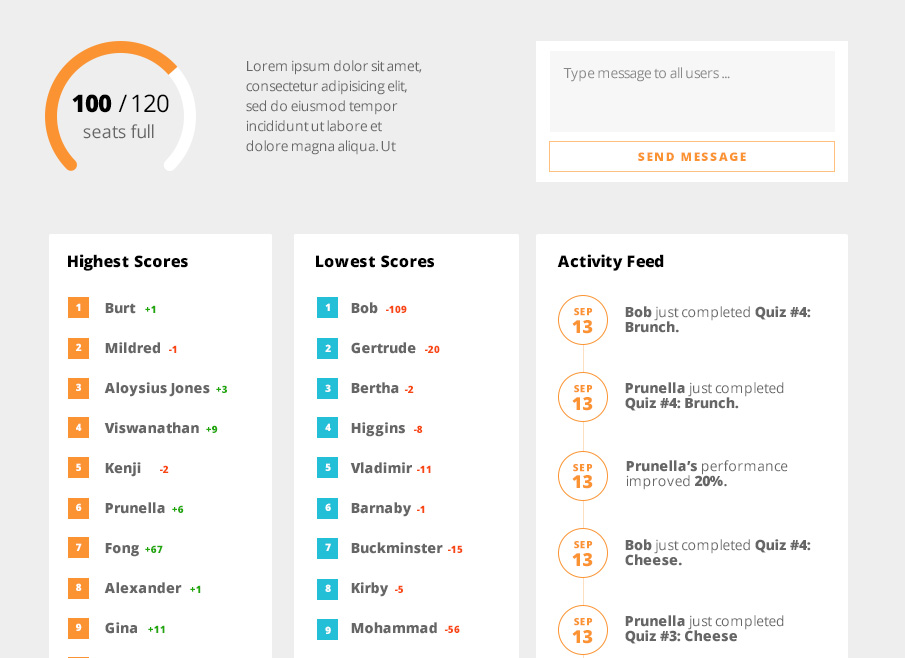 100 / 120
seats full
Lorem ipsum dolor sit amet,
consectetur adipisicing elit,
sed do eiusmod tempor
incididunt ut labore et
dolore magna aliqua. Ut
Type message to all users ...
SEND MESSAGE
Highest Scores
1 Burt +1
2 Mildred -1
3 Aloysius Jones +3
4 Viswanathan +9
5 Kenji -2
6 Prunella +6
7 Fong +67
8 Alexander +1
9 Gina +11
Lowest Scores
1 Bob -109
2 Gertrude -20
3 Bertha -2
4 Higgins -8
5 Vladimir -11
6 Barnaby -1
7 Buckminster -15
8 Kirby -5
9 Mohammad -56
Activity Feed
SEP
13
Bob just completed Quiz #4:
Brunch.
SEP
13
Prunella just completed
Quiz #4: Brunch.
SEP
13
Prunella’s performance
improved 20%.
SEP
13
Bob just completed Quiz #4:
Cheese.
SEP
13
Prunella just completed
Quiz #3: Cheese